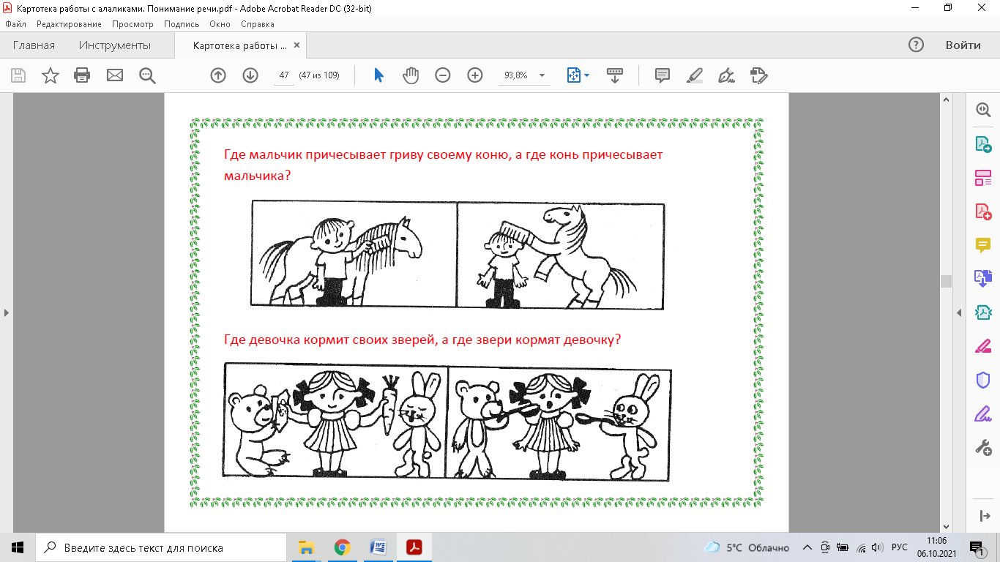 Картотека работы с алаликами. Понимание речи.pdf - Adobe Acrobat Reader DC (32-bit)
Файл Редактирование Просмотр Подпись Окно Справка
Главная Инструменты Картотека работы ... × Войти
47 (47 из 109) 93,8%
Где мальчик причесывает гриву своему коню, а где конь причесывает
мальчика?
Где девочка кормит своих зверей, а где звери кормят девочку?
Введите здесь текст для поиска
5°C Облачно
РУС
11:06
06.10.2021
1